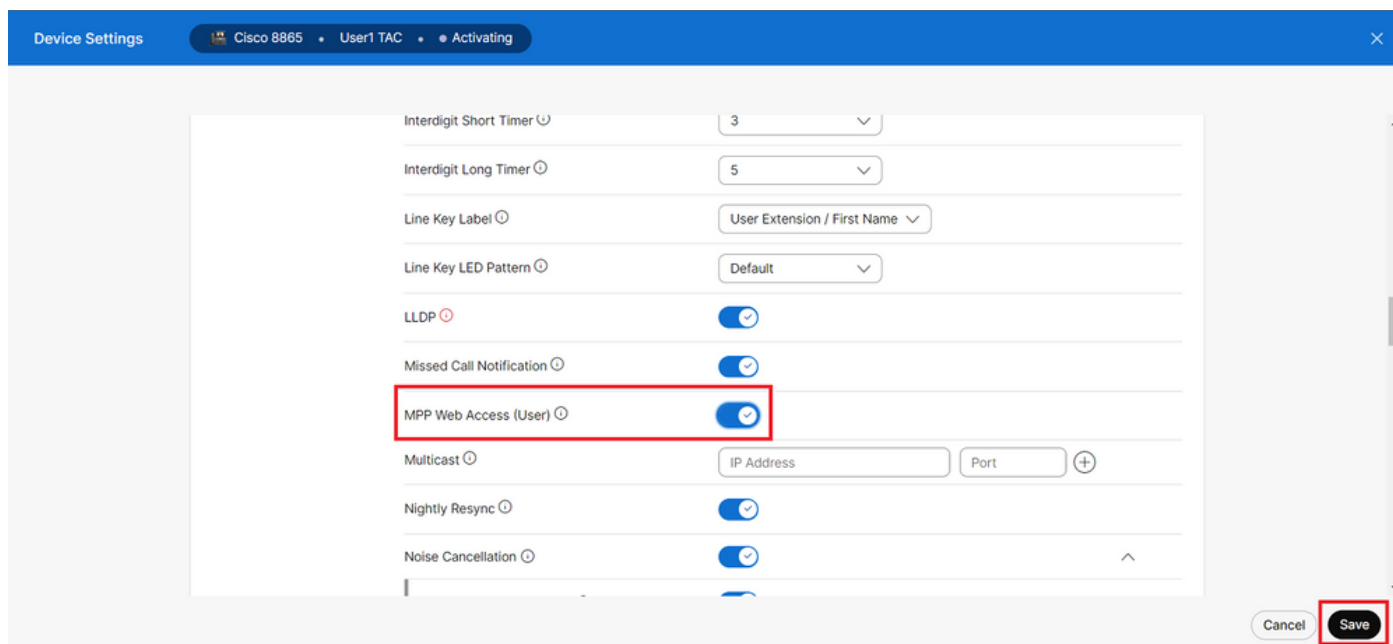 Device Settings Cisco 8865 • User1 TAC • Activating
Interdigit Short Timer 3
Interdigit Long Timer 5
Line Key Label User Extension / First Name
Line Key LED Pattern Default
LLDP
Missed Call Notification
MPP Web Access (User)
Multicast IP Address Port
Nightly Resync
Noise Cancellation
Cancel Save